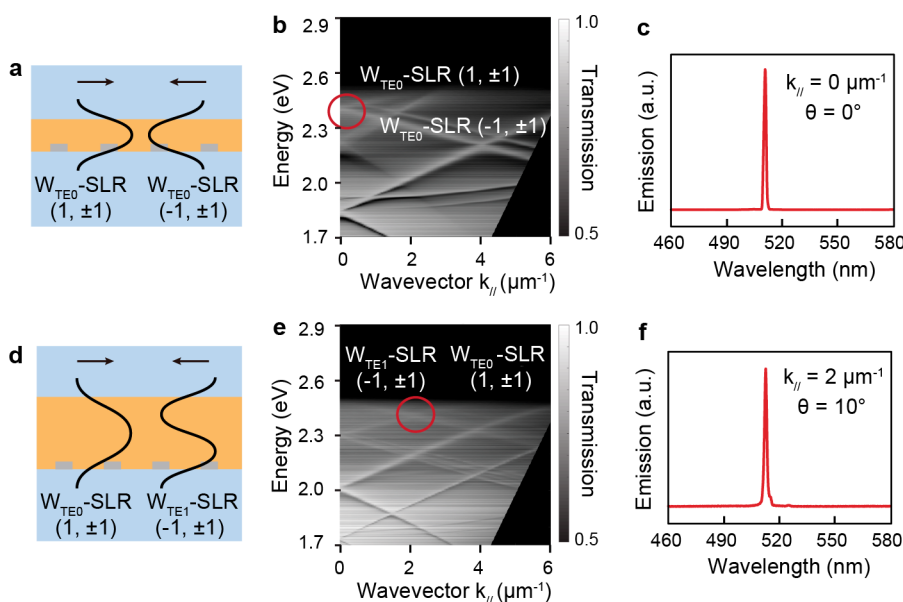 a
W_TE0-SLR
(1, ±1)
W_TE0-SLR
(-1, ±1)
b
2.9
2.6
2.3
2.0
1.7
Energy (eV)
W_TE0-SLR (1, ±1)
W_TE0-SLR (-1, ±1)
0
2
4
6
Wavevector k_// (µm⁻¹)
1.0
0.5
Transmission
c
Emission (a.u.)
k_// = 0 µm⁻¹
θ = 0°
460
490
520
550
580
Wavelength (nm)
d
W_TE0-SLR
(1, ±1)
W_TE1-SLR
(-1, ±1)
e
2.9
2.6
2.3
2.0
1.7
Energy (eV)
W_TE1-SLR
(-1, ±1)
W_TE0-SLR
(1, ±1)
0
2
4
6
Wavevector k_// (µm⁻¹)
1.0
0.5
Transmission
f
Emission (a.u.)
k_// = 2 µm⁻¹
θ = 10°
460
490
520
550
580
Wavelength (nm)